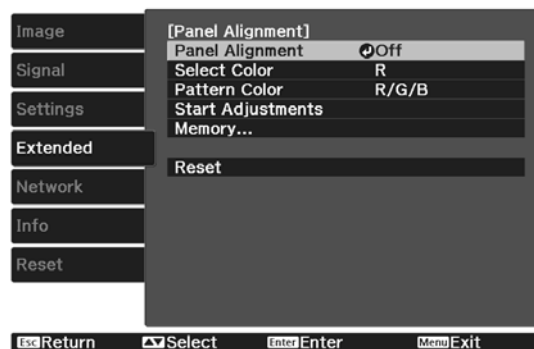 Image
Signal
Settings
Extended
Network
Info
Reset
[Panel Alignment]
Panel Alignment Off
Select Color R
Pattern Color R/G/B
Start Adjustments
Memory...
Reset
Esc Return Select Enter Enter Menu Exit